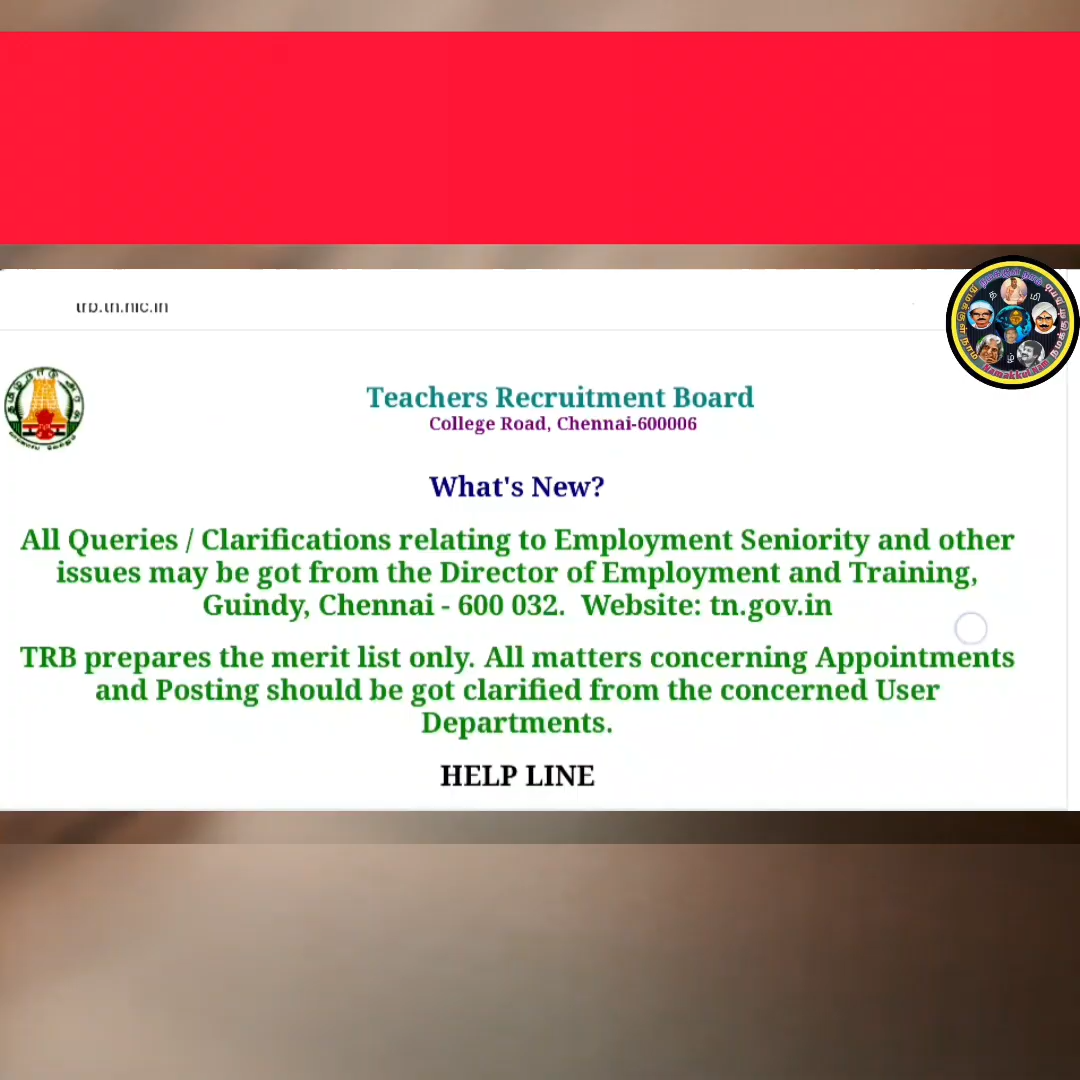 trb.tn.nic.in
Teachers Recruitment Board
College Road, Chennai-600006
What's New?
All Queries / Clarifications relating to Employment Seniority and other
issues may be got from the Director of Employment and Training,
Guindy, Chennai - 600 032. Website: tn.gov.in
TRB prepares the merit list only. All matters concerning Appointments
and Posting should be got clarified from the concerned User
Departments.
HELP LINE
த
மி
ழ்